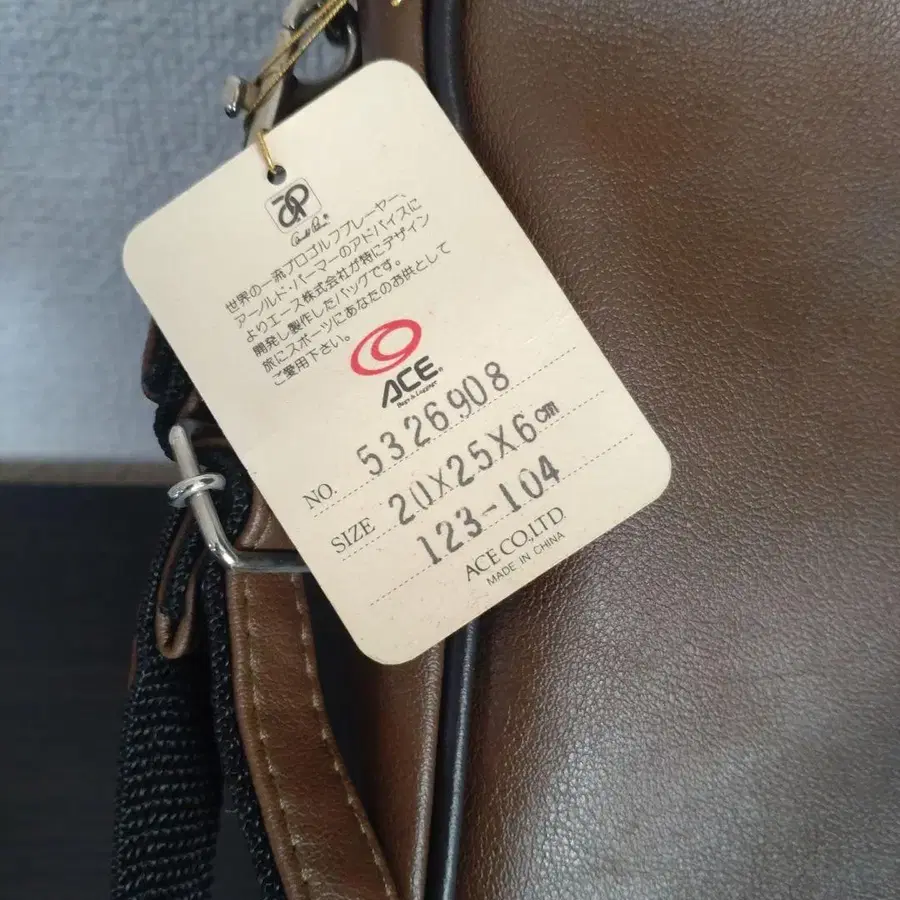 世界の一流プロゴルフプレーヤー、
アーノルド・パーマーのアドバイスに
よりエース株式会社が特にデザイン
開発し製作したバッグです。
旅にスポーツにあなたのお供として
ご愛用下さい。
ACE®
Bags & Luggage
NO. 5326908
SIZE 20X25X6cm
123-104
ACE CO.,LTD.
MADE IN CHINA